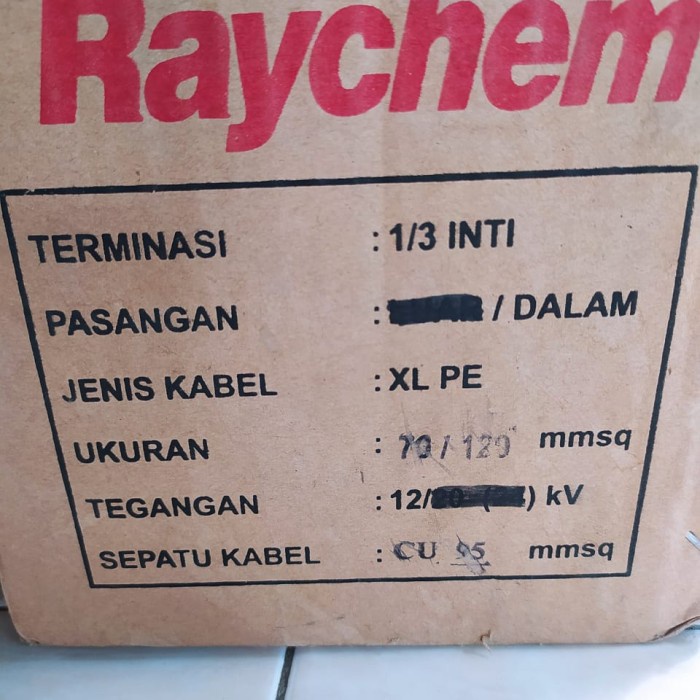 Raychem
TERMINASI : 1/3 INTI
PASANGAN : / DALAM
JENIS KABEL : XL PE
UKURAN : 70 / 120 mmsq
TEGANGAN : 12/ kV
SEPATU KABEL : CU 95 mmsq